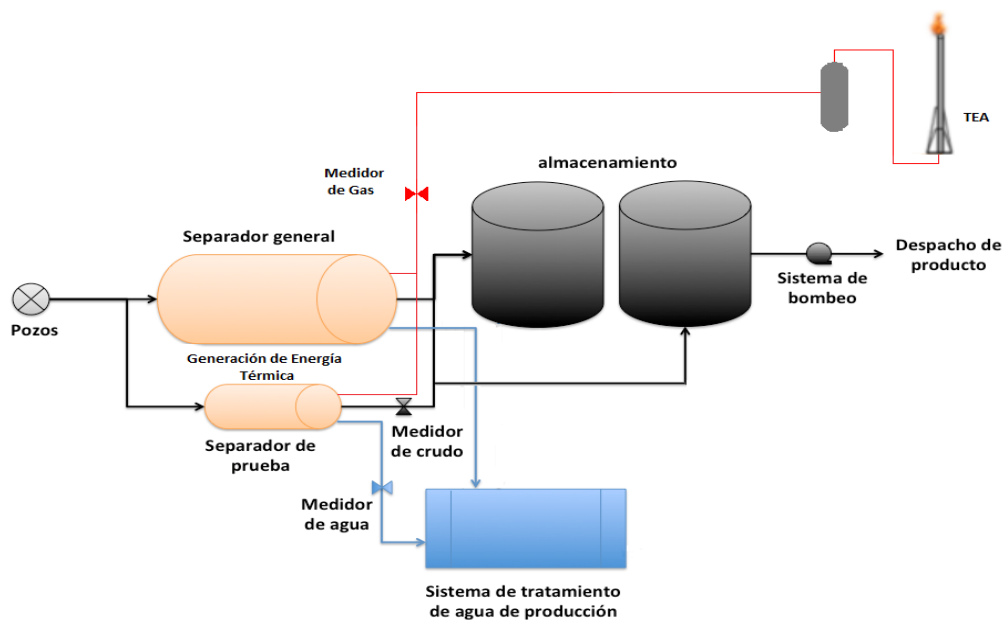 TEA
almacenamiento
Medidor
de Gas
Separador general
Despacho de
producto
Sistema de
bombeo
Pozos
Generación de Energía
Térmica
Separador de
prueba
Medidor
de crudo
Medidor
de agua
Sistema de tratamiento
de agua de producción